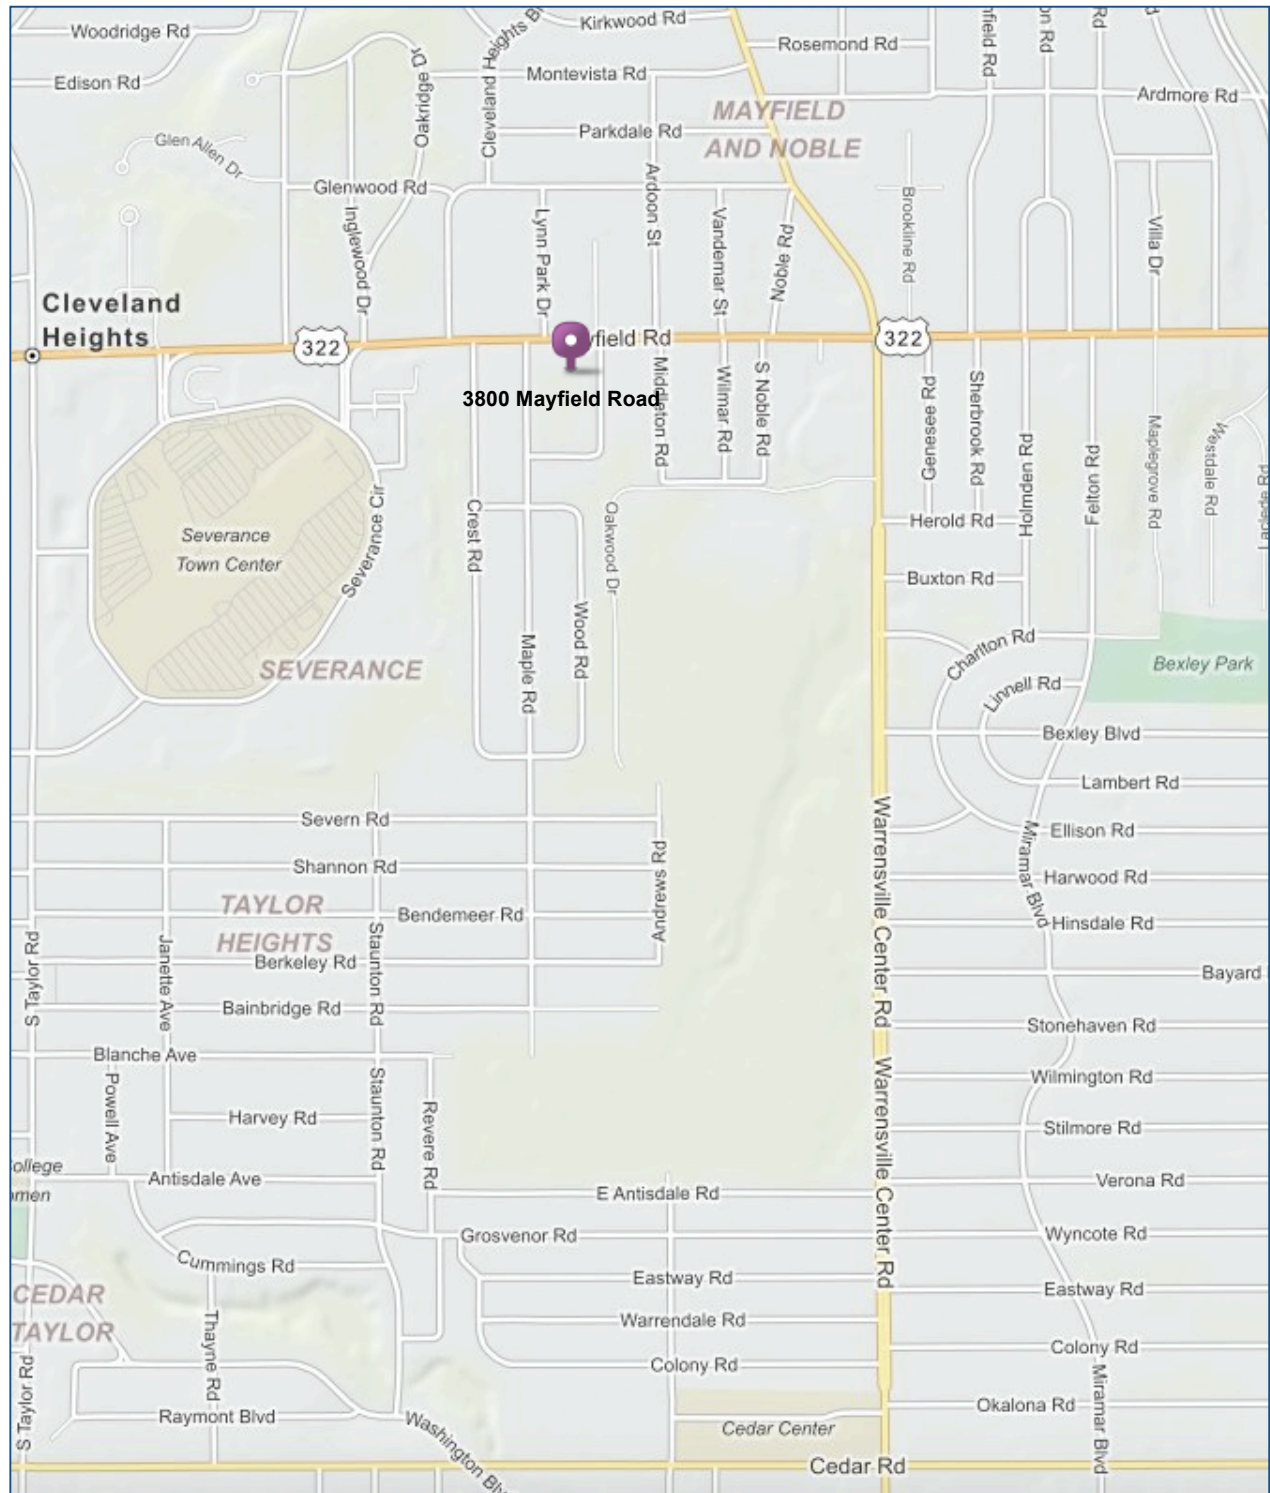 Woodridge Rd
Kirkwood Rd
Rosemond Rd
Edison Rd
Oakridge Dr
Cleveland Heights B
Montevista Rd
nfield Rd
on Rd
Rd
Ardmore Rd
MAYFIELD
AND NOBLE
Parkdale Rd
Glen Allen Dr
Glenwood Rd
Inglewood Dr
Lynn Park Dr
Ardoon St
Vandemar St
Noble Rd
Brookline Rd
Villa Dr
Cleveland
Heights
322
yfield Rd
322
3800 Mayfield Road
Middleton Rd
Wilmar Rd
S Noble Rd
Genesee Rd
Sherbrook Rd
Holmden Rd
Felton Rd
Maplegrove Rd
Westdale Rd
Severance
Town Center
Severance Cir
Crest Rd
Maple Rd
Wood Rd
Oakwood Dr
Herold Rd
Buxton Rd
Charlton Rd
Linnell Rd
Bexley Park
SEVERANCE
Bexley Blvd
Lambert Rd
Severn Rd
Ellison Rd
Shannon Rd
Andrews Rd
Warrensville Center Rd
Miramar Blvd
Harwood Rd
TAYLOR
HEIGHTS
Bendemeer Rd
Hinsdale Rd
S Taylor Rd
Janette Ave
Staunton Rd
Berkeley Rd
Bayard
Bainbridge Rd
Stonehaven Rd
Blanche Ave
Powell Ave
Staunton Rd
Revere Rd
Warrensville Center Rd
Wilmington Rd
Harvey Rd
Stilmore Rd
ollege
men
Antisdale Ave
E Antisdale Rd
Verona Rd
Grosvenor Rd
Wyncote Rd
Cummings Rd
Eastway Rd
Eastway Rd
CEDAR
TAYLOR
Thayne Rd
Warrendale Rd
Colony Rd
Colony Rd
S Taylor Rd
Raymont Blvd
Washington Blv
Cedar Center
Okalona Rd
Miramar Blvd
Cedar Rd